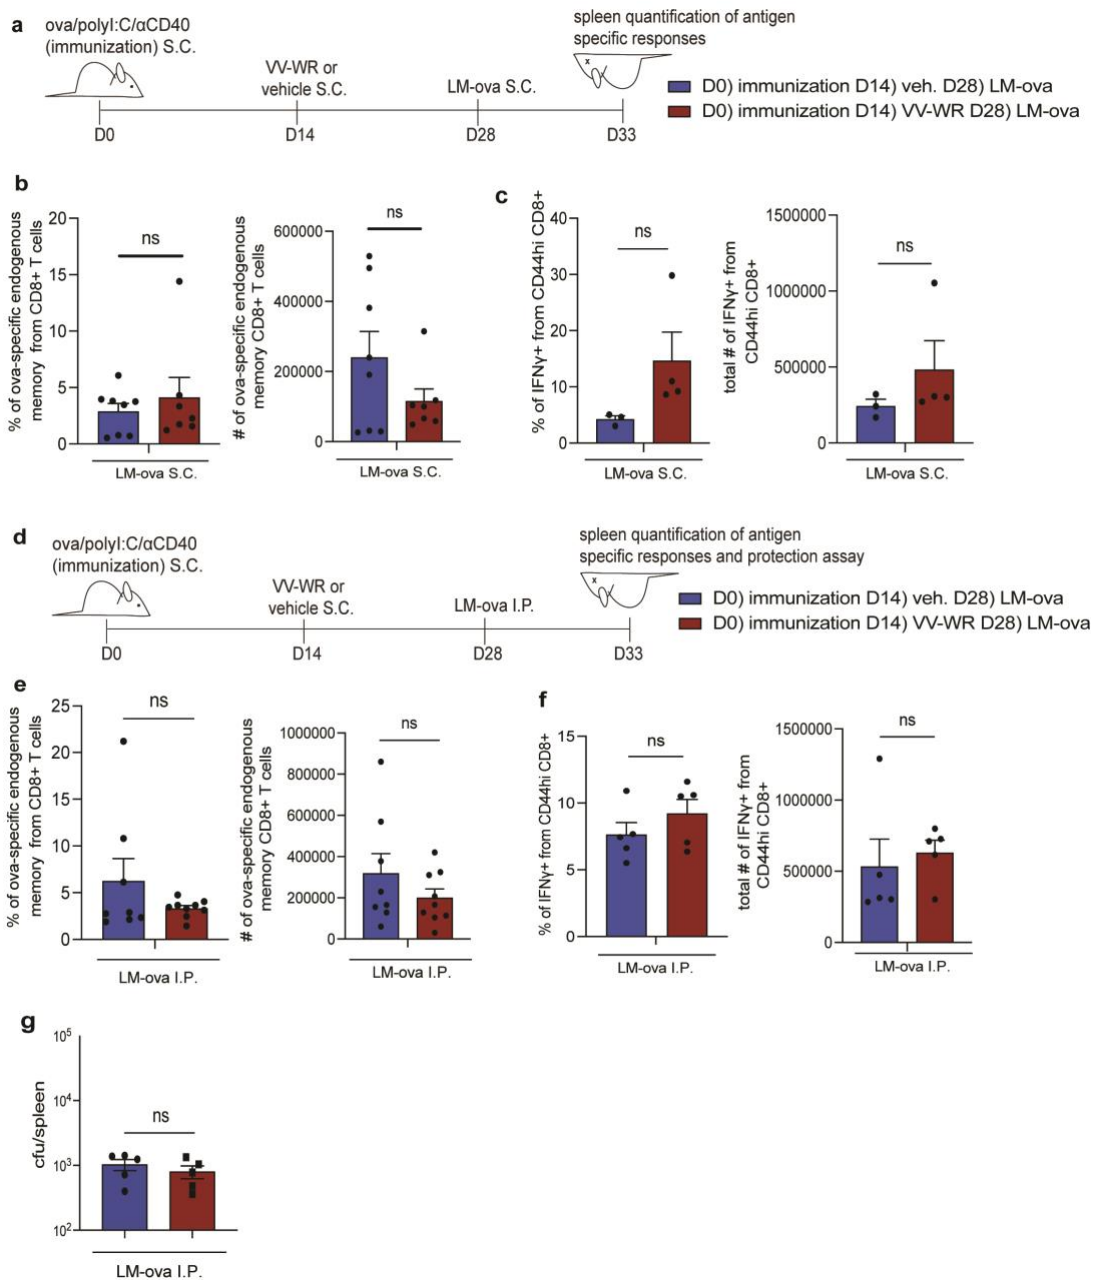 a
ova/polyI:C/αCD40
(immunization) S.C.
VV-WR or
vehicle S.C.
LM-ova S.C.
spleen quantification of antigen
specific responses
x
D0
D14
D28
D33
D0) immunization D14) veh. D28) LM-ova
D0) immunization D14) VV-WR D28) LM-ova
b
% of ova-specific endogenous
memory from CD8+ T cells
20
15
10
5
0
ns
LM-ova S.C.
# of ova-specific endogenous
memory CD8+ T cells
600000
400000
200000
0
ns
LM-ova S.C.
c
% of IFNγ+ from CD44hi CD8+
40
30
20
10
0
ns
LM-ova S.C.
total # of IFNγ+ from
CD44hi CD8+
1500000
1000000
500000
0
ns
LM-ova S.C.
d
ova/polyI:C/αCD40
(immunization) S.C.
VV-WR or
vehicle S.C.
LM-ova I.P.
spleen quantification of antigen
specific responses and protection assay
x
D0
D14
D28
D33
D0) immunization D14) veh. D28) LM-ova
D0) immunization D14) VV-WR D28) LM-ova
e
% of ova-specific endogenous
memory from CD8+ T cells
25
20
15
10
5
0
ns
LM-ova I.P.
# of ova-specific endogenous
memory CD8+ T cells
1000000
800000
600000
400000
200000
0
ns
LM-ova I.P.
f
% of IFNγ+ from CD44hi CD8+
15
10
5
0
ns
LM-ova I.P.
total # of IFNγ+ from
CD44hi CD8+
1500000
1000000
500000
0
ns
LM-ova I.P.
g
cfu/spleen
10⁵
10⁴
10³
10²
ns
LM-ova I.P.